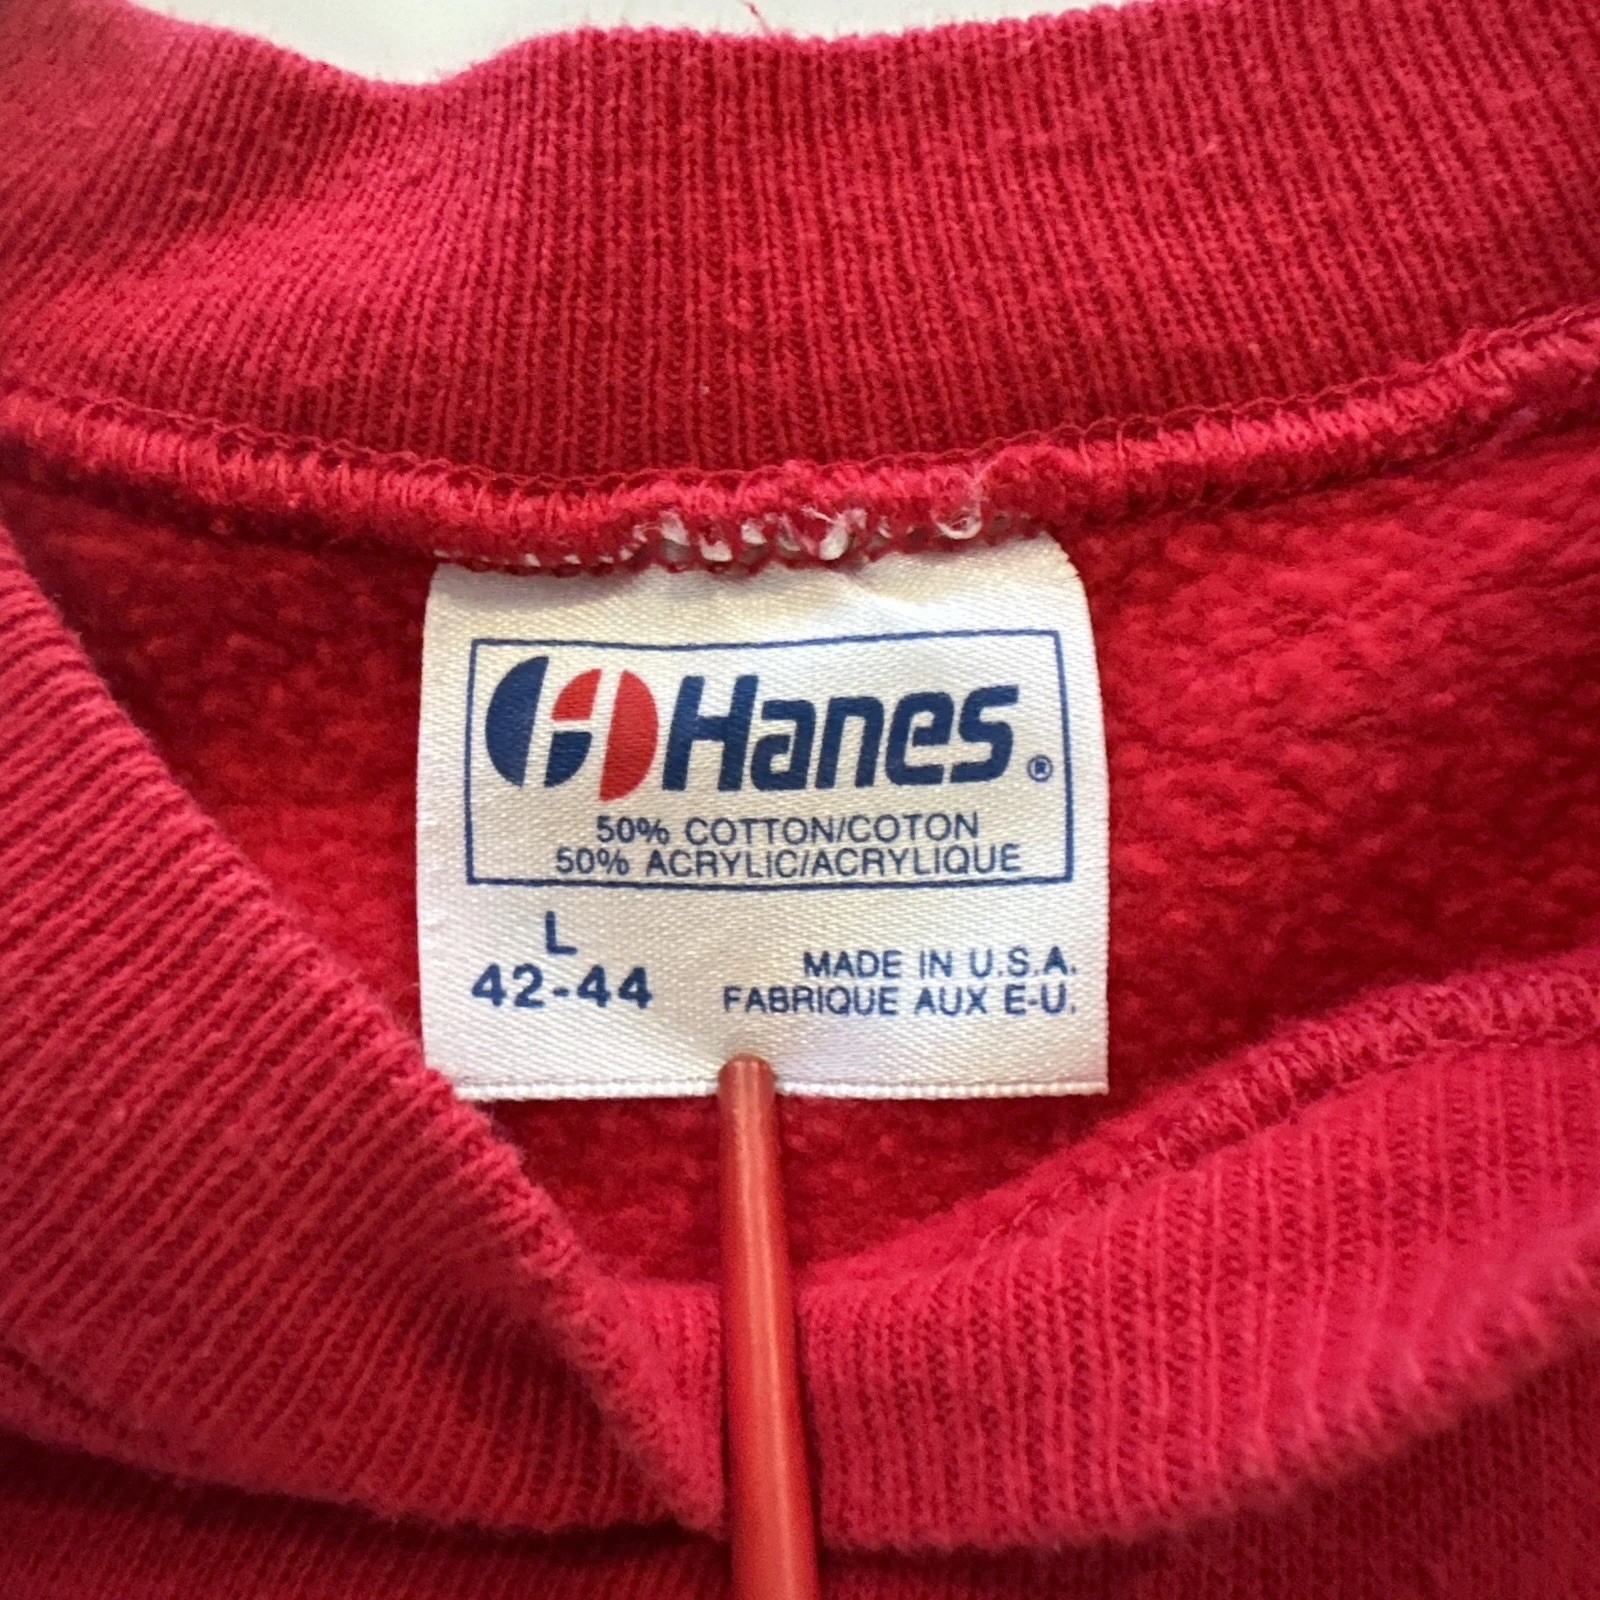 Hanes®
50% COTTON/COTON
50% ACRYLIC/ACRYLIQUE
L
42-44
MADE IN U.S.A.
FABRIQUE AUX E-U.